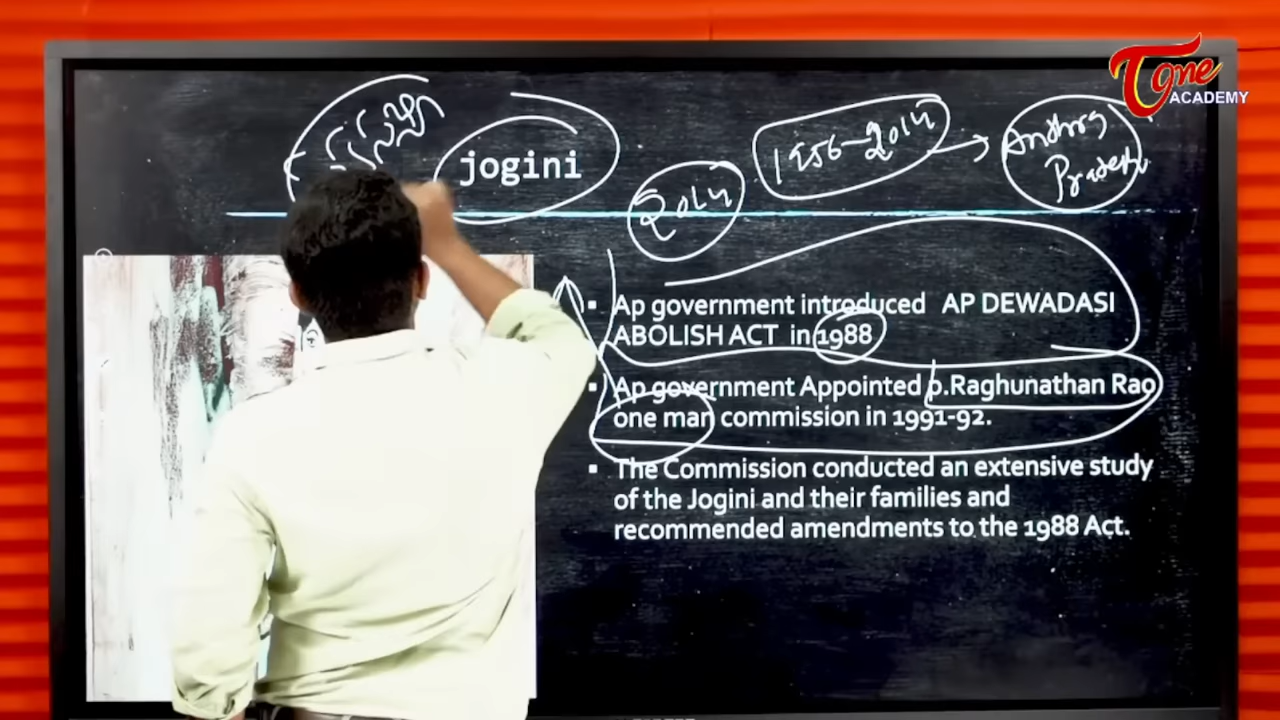 Tone
ACADEMY
jogini
2014
1956-2014
Andhra
Pradesh
▪ Ap government introduced AP DEWADASI
ABOLISH ACT in 1988
▪ Ap government Appointed p.Raghunathan Rao
one man commission in 1991-92.
▪ The Commission conducted an extensive study
of the Jogini and their families and
recommended amendments to the 1988 Act.